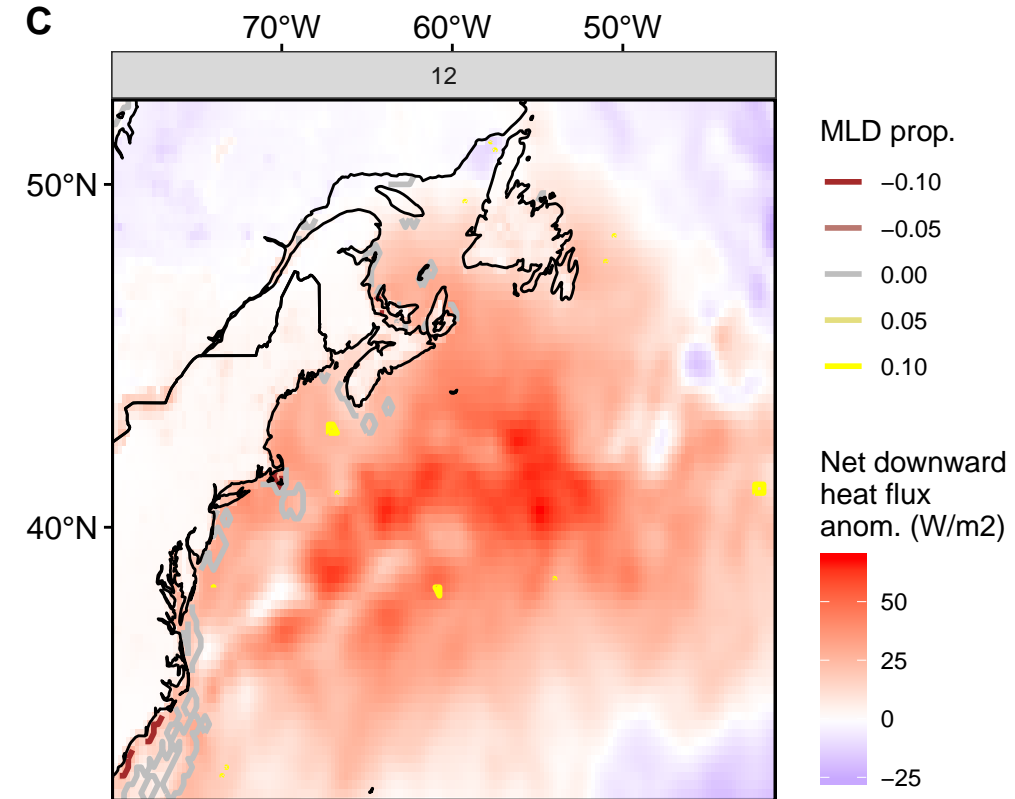 C
70°W 60°W 50°W
12
50°N
40°N
MLD prop.
−0.10
−0.05
0.00
0.05
0.10
Net downward
heat flux
anom. (W/m2)
50
25
0
−25